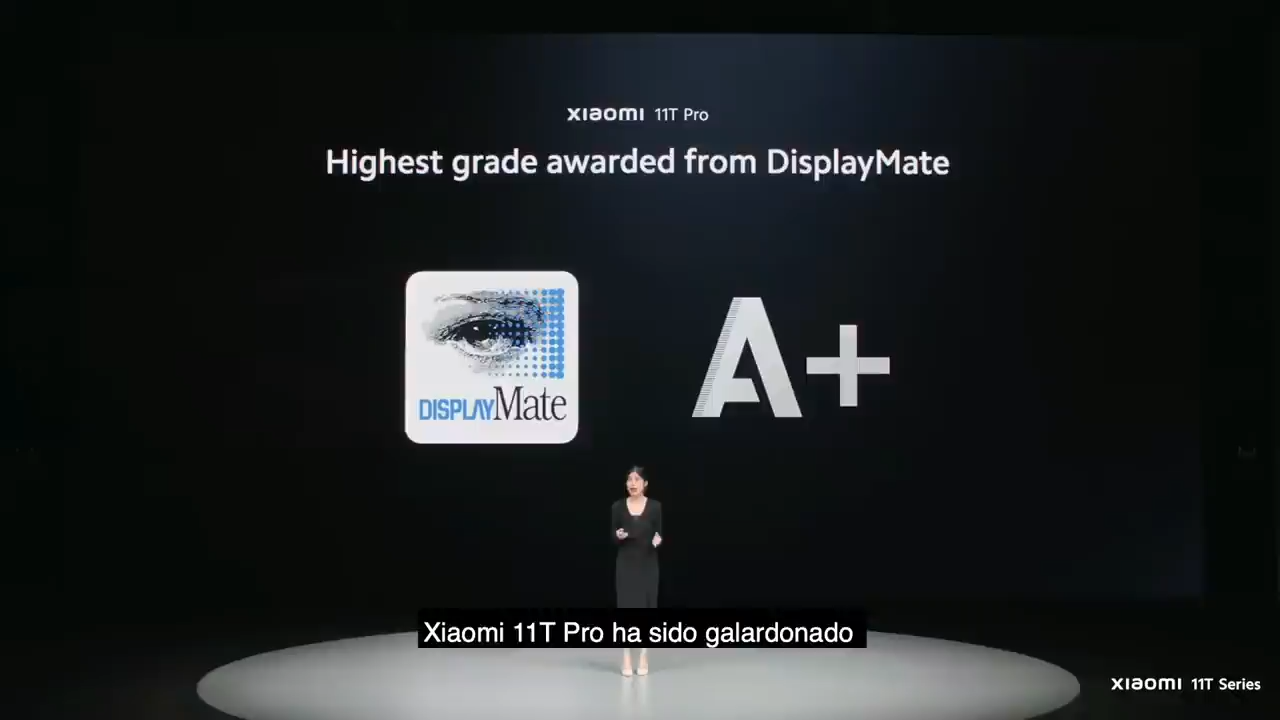 xiaomi 11T Pro
Highest grade awarded from DisplayMate
DISPLAYMate
A+
Xiaomi 11T Pro ha sido galardonado
xiaomi 11T Series